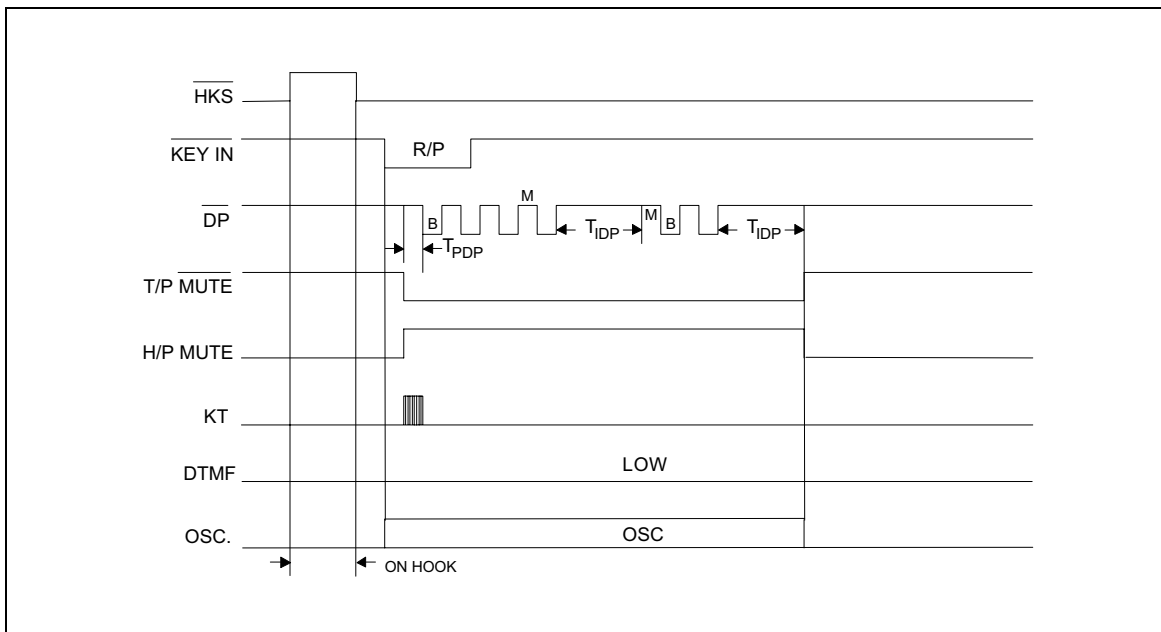 HKS
KEY IN
R/P
DP
B
M
T_PDP
T_IDP
M
B
T_IDP
T/P MUTE
H/P MUTE
KT
DTMF
LOW
OSC.
OSC
ON HOOK